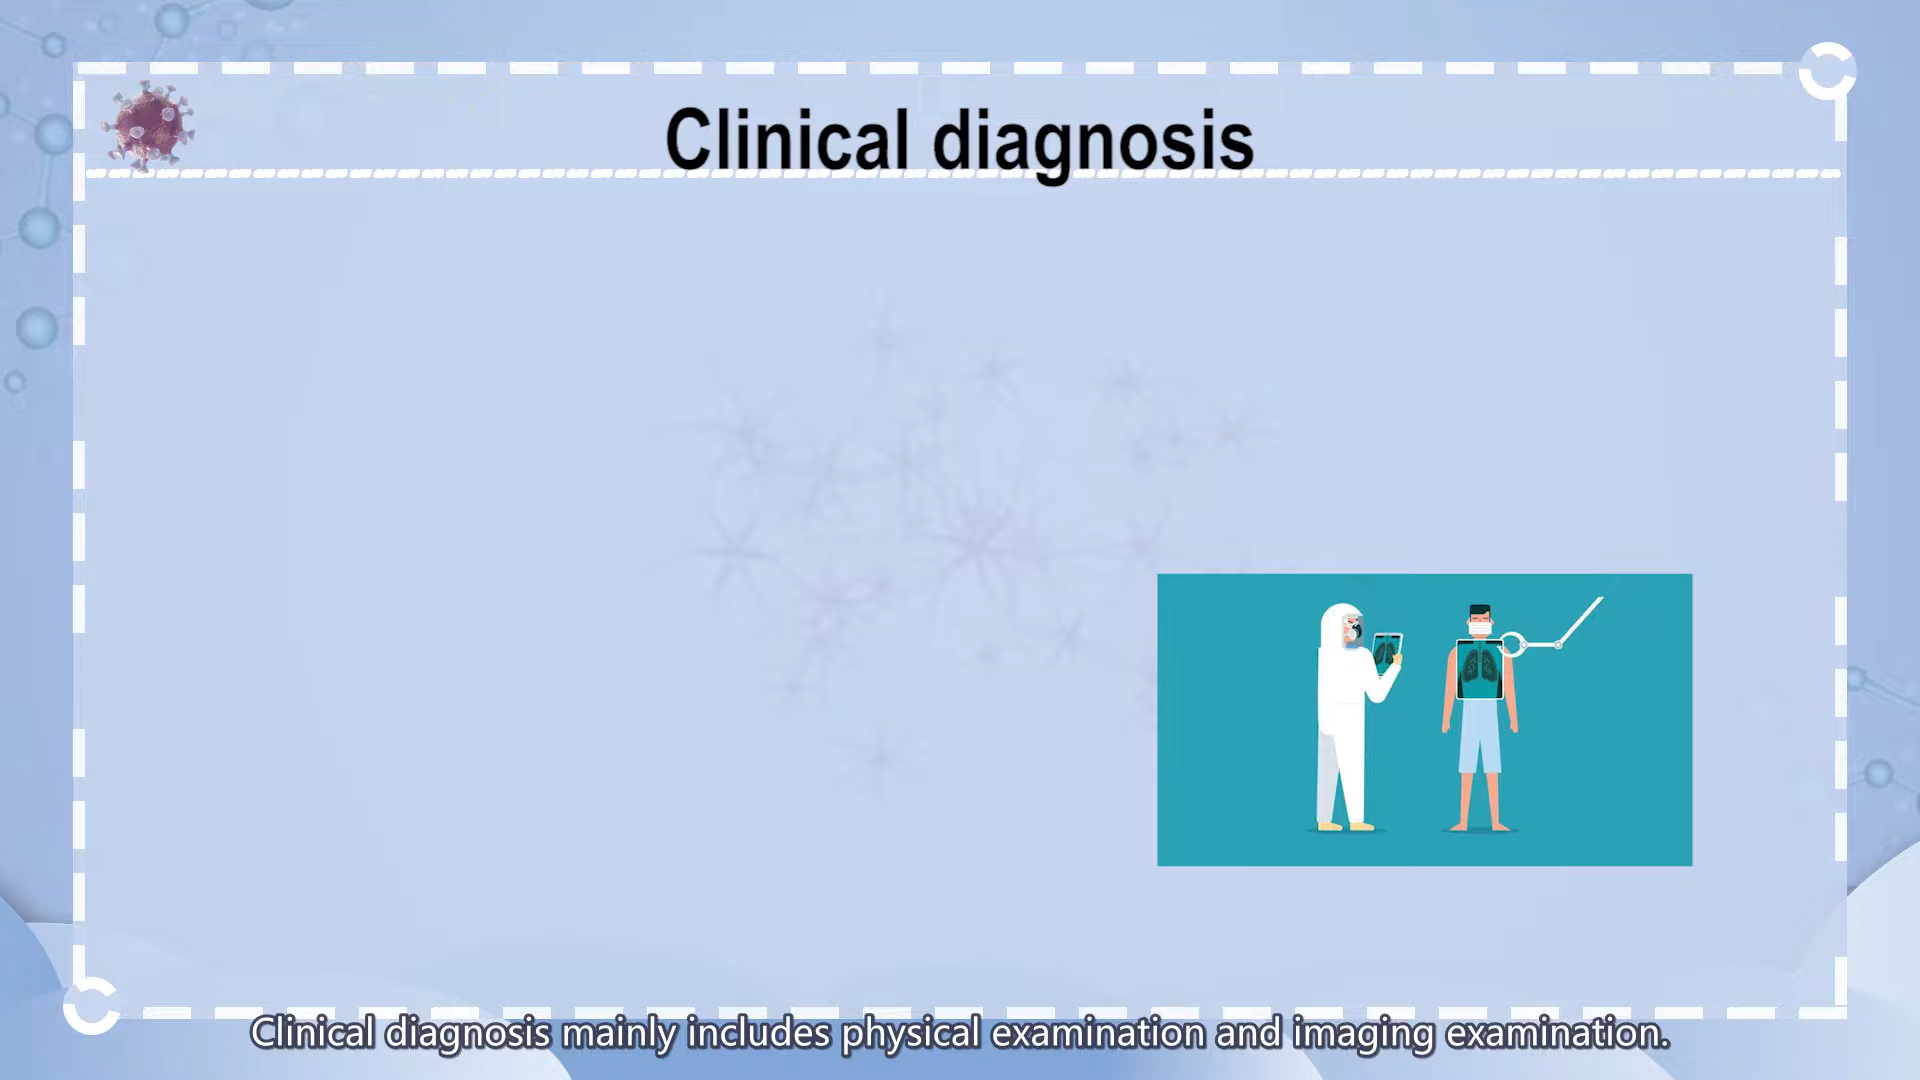 Clinical diagnosis
Clinical diagnosis mainly includes physical examination and imaging examination.